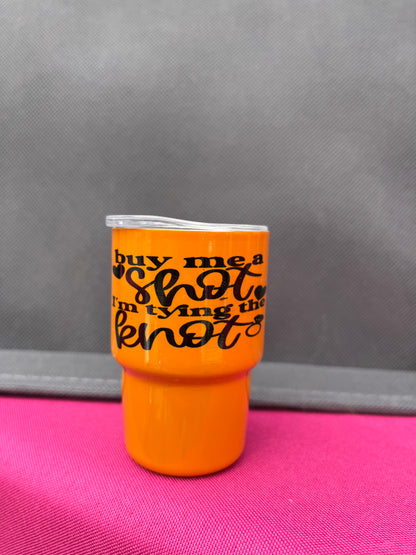 buy me a
shot
I'm tying the
knot